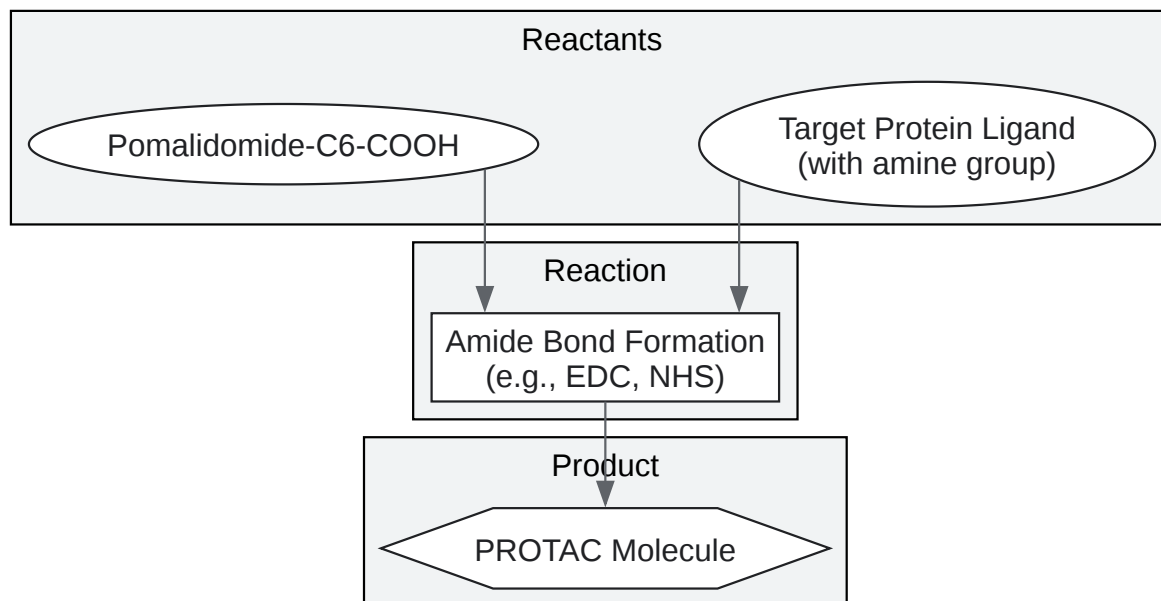 Reactants
Pomalidomide-C6-COOH
Target Protein Ligand
(with amine group)
Reaction
Amide Bond Formation
(e.g., EDC, NHS)
Product
PROTAC Molecule